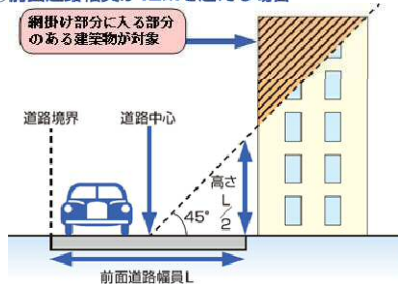 網掛け部分に入る部分
のある建築物が対象
道路境界
道路中心
高さ
L
2
45°
前面道路幅員L